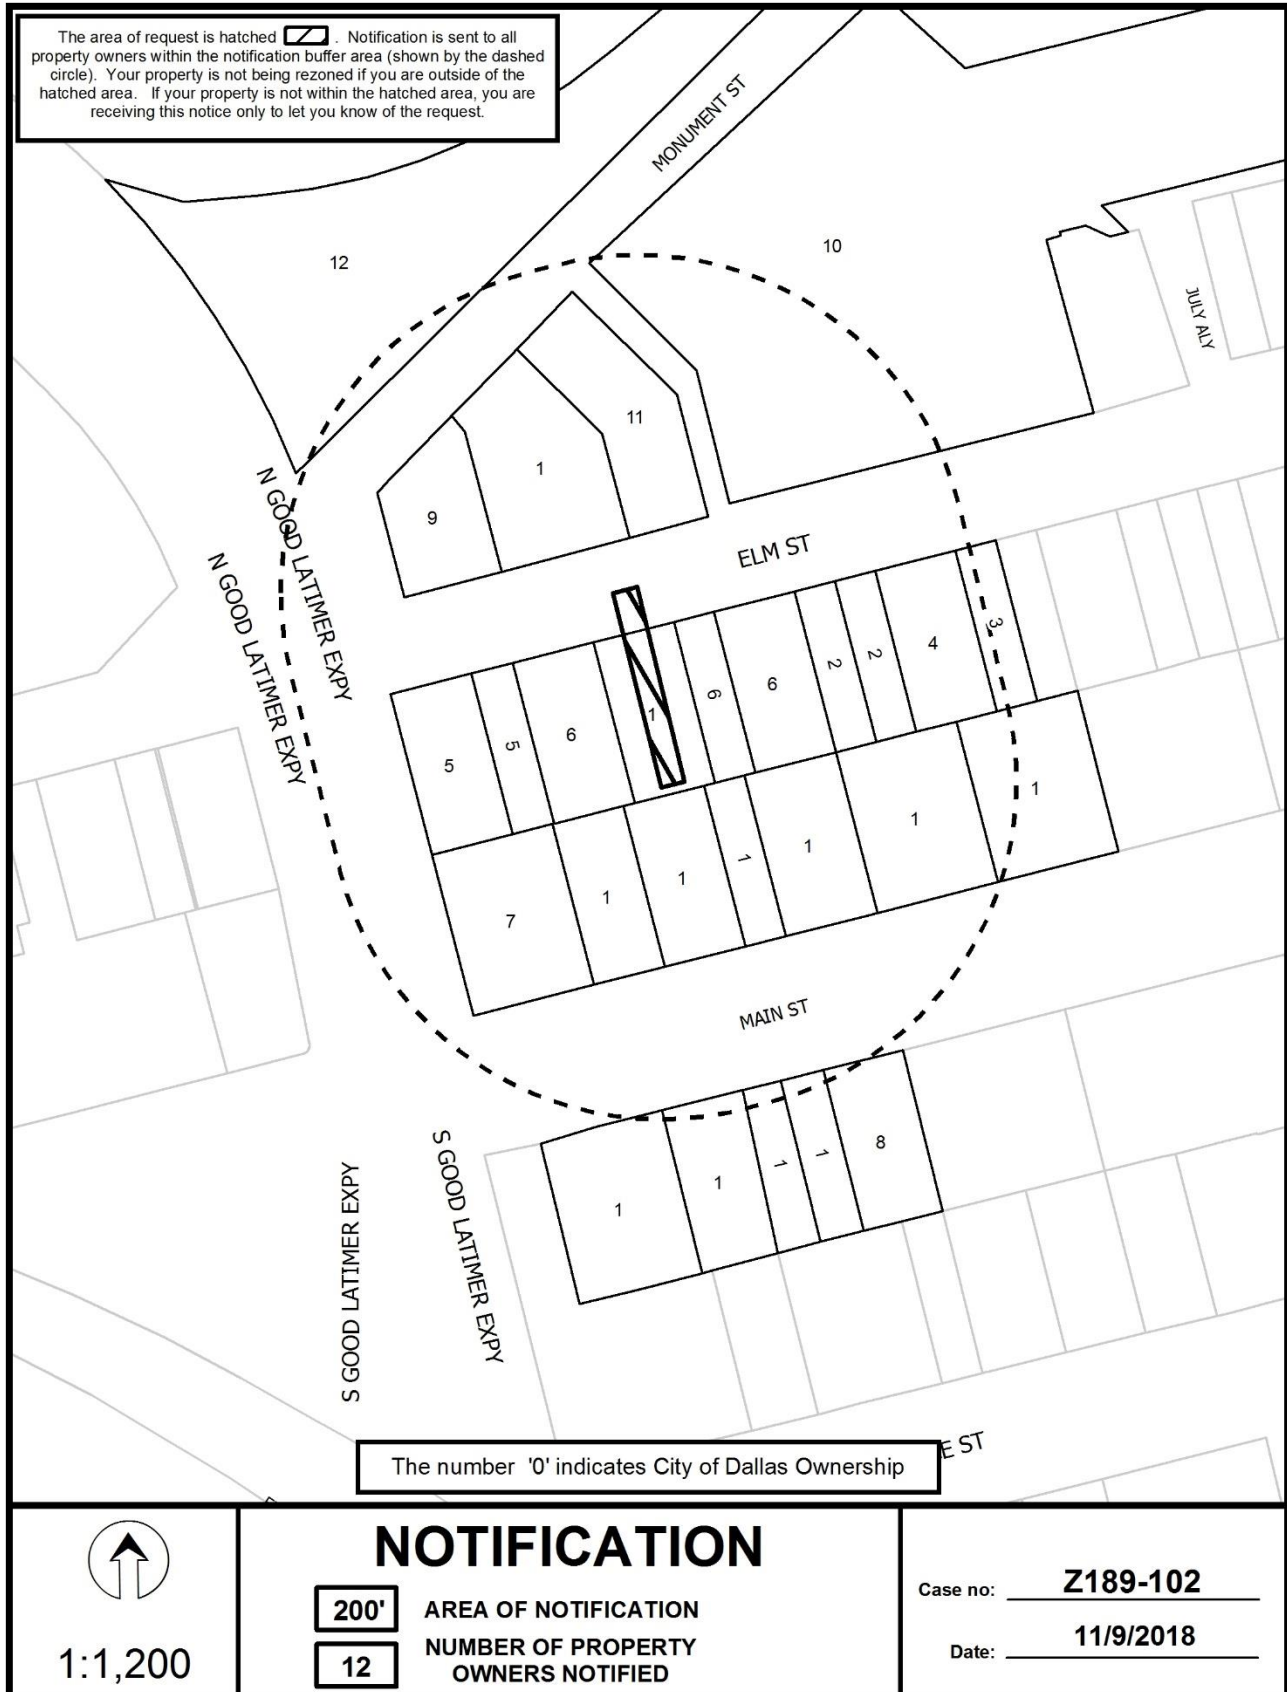 The area of request is hatched . Notification is sent to all
property owners within the notification buffer area (shown by the dashed
circle). Your property is not being rezoned if you are outside of the
hatched area. If your property is not within the hatched area, you are
receiving this notice only to let you know of the request.
MONUMENT ST
12
10
JULY ALY
11
1
9
N GOOD LATIMER EXPY
N GOOD LATIMER EXPY
ELM ST
5
5
6
1
6
6
2
2
4
3
7
1
1
1
1
1
1
MAIN ST
S GOOD LATIMER EXPY
S GOOD LATIMER EXPY
1
1
1
1
8
E ST
The number '0' indicates City of Dallas Ownership
1:1,200
NOTIFICATION
200' AREA OF NOTIFICATION
12 NUMBER OF PROPERTY
OWNERS NOTIFIED
Case no: Z189-102
Date: 11/9/2018